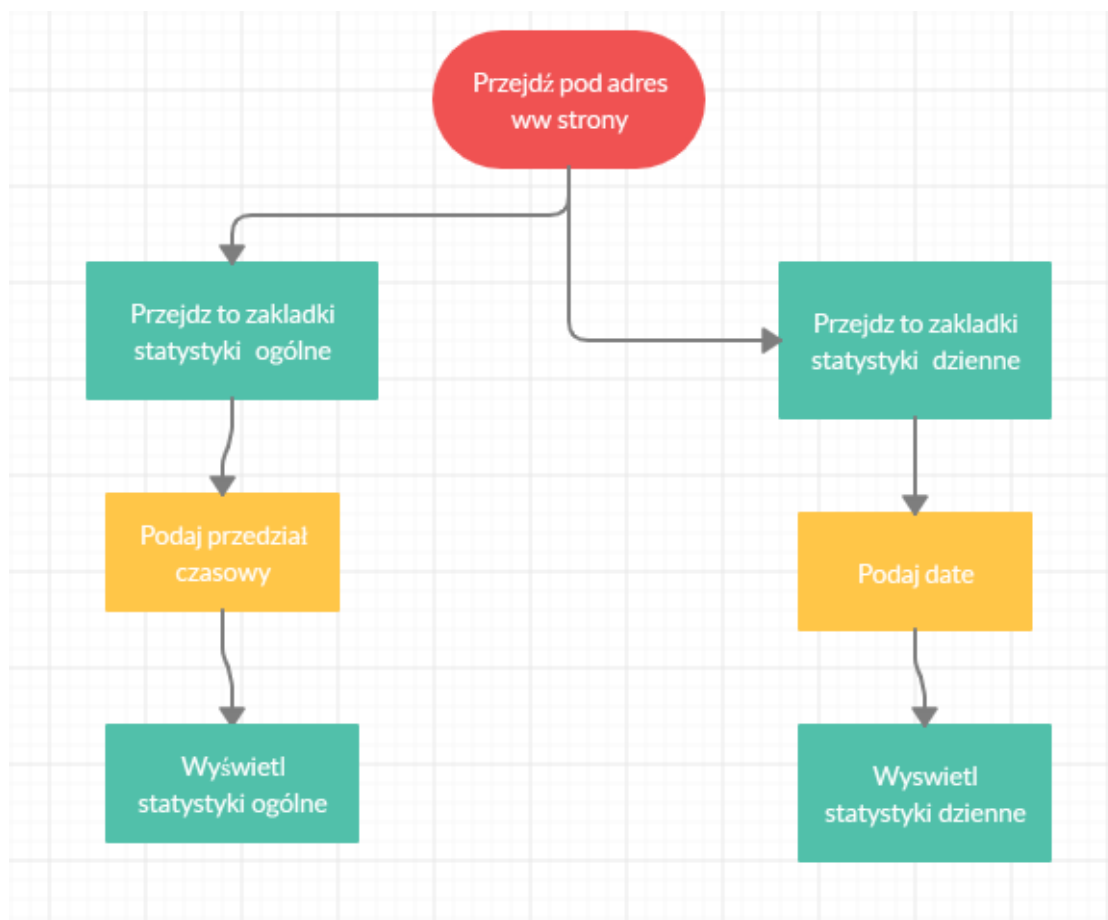 Przejdź pod adres
ww strony
Przejdz to zakladki
statystyki ogólne
Przejdz to zakladki
statystyki dzienne
Podaj przedział
czasowy
Podaj date
Wyświetl
statystyki ogólne
Wyswietl
statystyki dzienne